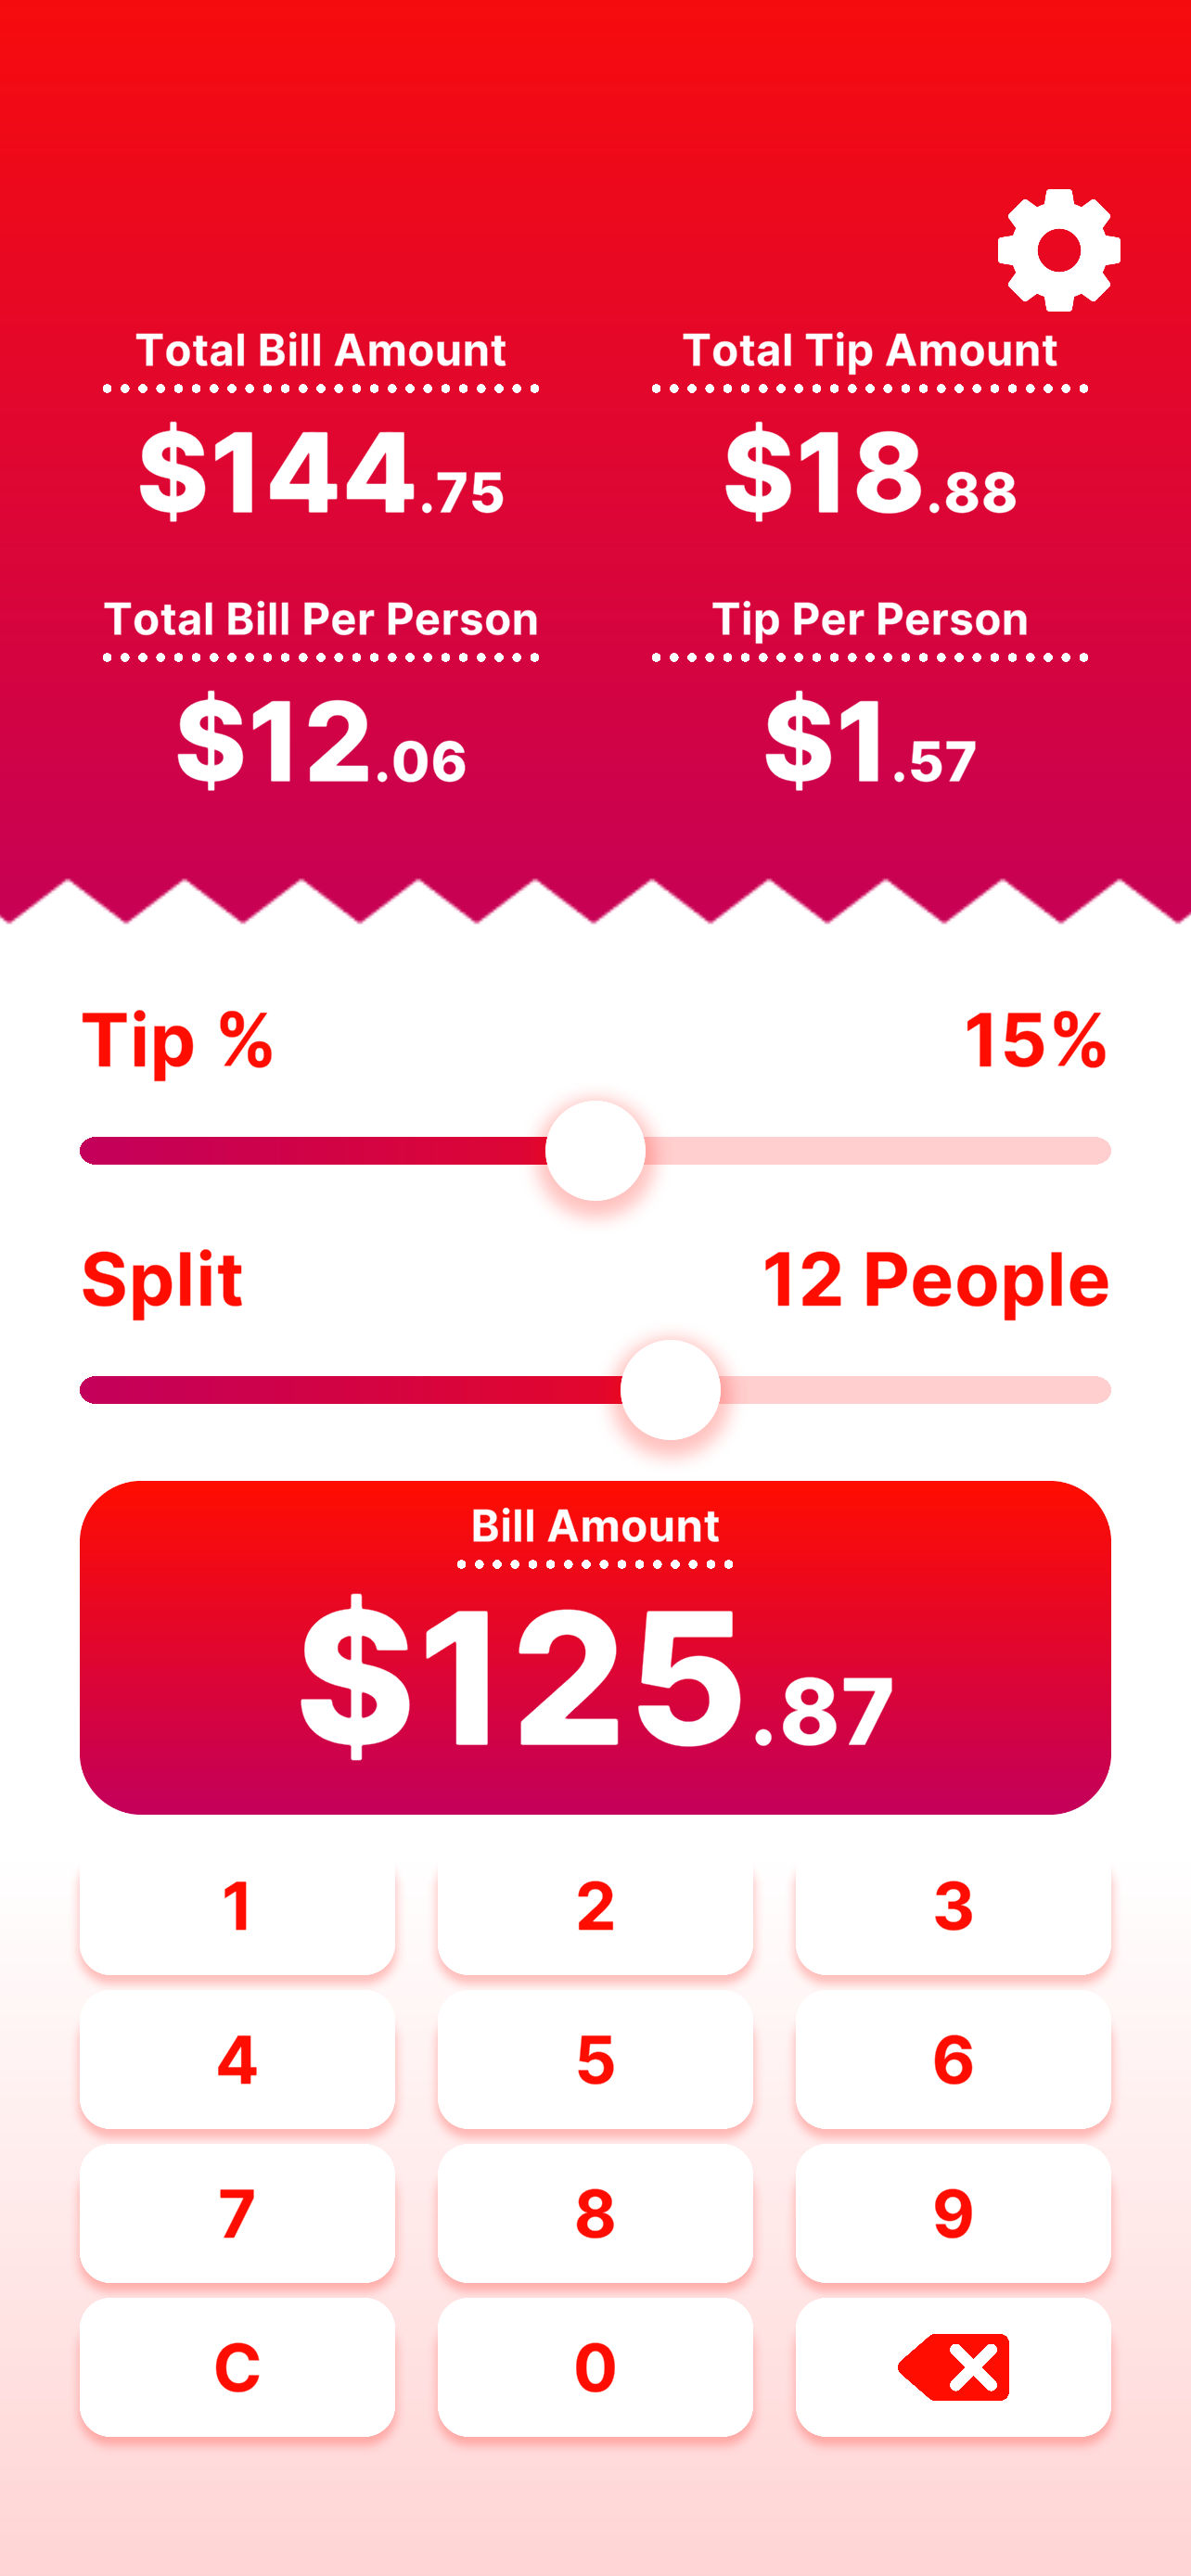 Total Bill Amount
$144.75
Total Tip Amount
$18.88
Total Bill Per Person
$12.06
Tip Per Person
$1.57
Tip % 15%
Split 12 People
Bill Amount
$125.87
1 2 3
4 5 6
7 8 9
C 0